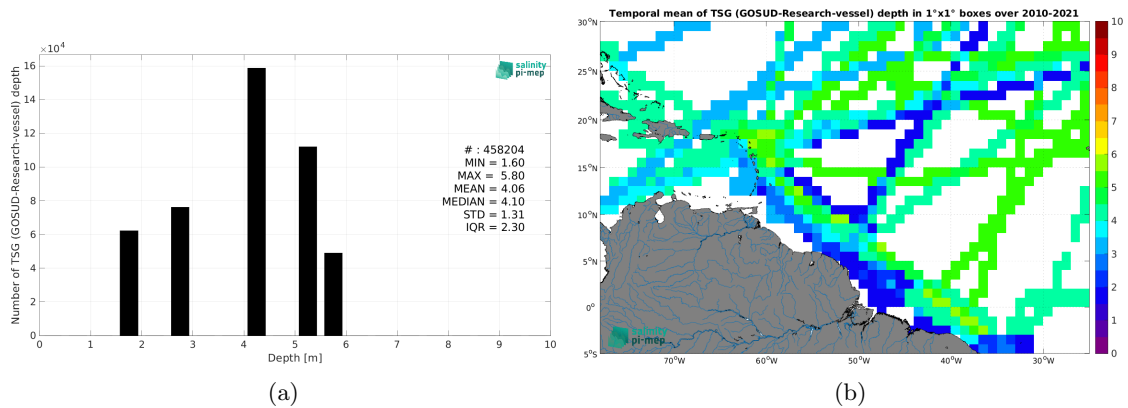 ×10⁴
16
14
12
10
8
6
4
2
0
Number of TSG (GOSUD-Research-vessel) depth
0 1 2 3 4 5 6 7 8 9 10
Depth [m]
salinity
pi-mep
# : 458204
MIN = 1.60
MAX = 5.80
MEAN = 4.06
MEDIAN = 4.10
STD = 1.31
IQR = 2.30
(a)
Temporal mean of TSG (GOSUD-Research-vessel) depth in 1°x1° boxes over 2010-2021
30°N
25°N
20°N
15°N
10°N
5°N
0°
5°S
70°W 60°W 50°W 40°W 30°W
salinity
pi-mep
10
9
8
7
6
5
4
3
2
1
0
(b)